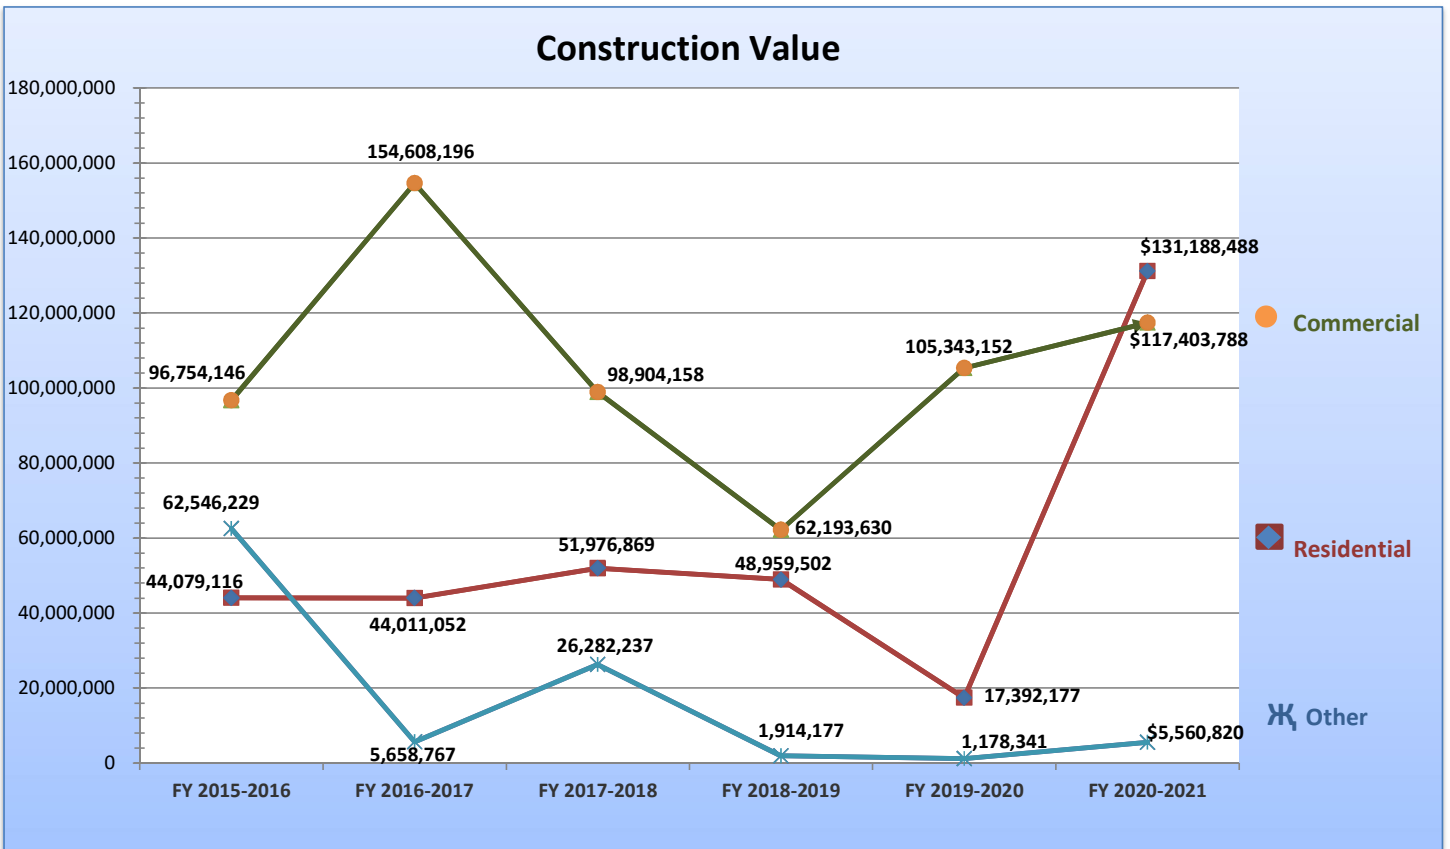 Construction Value
180,000,000
160,000,000
140,000,000
120,000,000
100,000,000
80,000,000
60,000,000
40,000,000
20,000,000
0
154,608,196
$131,188,488
$117,403,788
105,343,152
96,754,146
98,904,158
62,546,229
62,193,630
51,976,869
48,959,502
44,079,116
44,011,052
26,282,237
17,392,177
5,658,767
1,914,177
1,178,341
$5,560,820
FY 2015-2016
FY 2016-2017
FY 2017-2018
FY 2018-2019
FY 2019-2020
FY 2020-2021
Commercial
Residential
Other